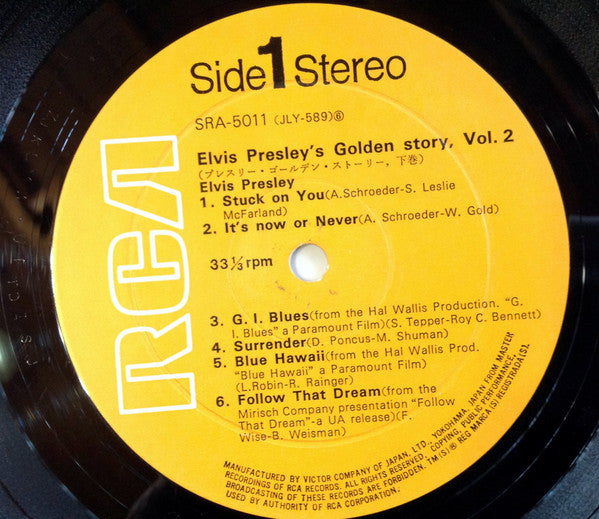 Side 1 Stereo
SRA-5011 (JLY-589)⑥
Elvis Presley's Golden story, Vol. 2
(プレスリー・ゴールデン・ストーリー, 下巻)
Elvis Presley
1. Stuck on You(A.Schroeder-S. Leslie
McFarland)
2. It's now or Never(A. Schroeder-W. Gold)
33⅓ rpm
3. G. I. Blues(from the Hal Wallis Production. "G.
I. Blues" a Paramount Film)(S. Tepper-Roy C. Bennett)
4. Surrender(D. Poncus-M. Shuman)
5. Blue Hawaii(from the Hal Wallis Prod.
"Blue Hawaii" a Paramount Film)
(L.Robin-R. Rainger)
6. Follow That Dream(from the
Mirisch Company presentation "Follow
That Dream"-a UA release)(F.
Wise-B. Weisman)
RCA
MANUFACTURED BY VICTOR COMPANY OF JAPAN, LTD., YOKOHAMA, JAPAN FROM MASTER
RECORDINGS OF RCA RECORDS. ALL RIGHTS RESERVED, COPYING, PUBLIC PERFORMANCE,
BROADCASTING OF THESE RECORDS ARE FORBIDDEN. TM(S)® REG. MARCA(S) REGISTRADA(S).
USED BY AUTHORITY OF RCA CORPORATION.